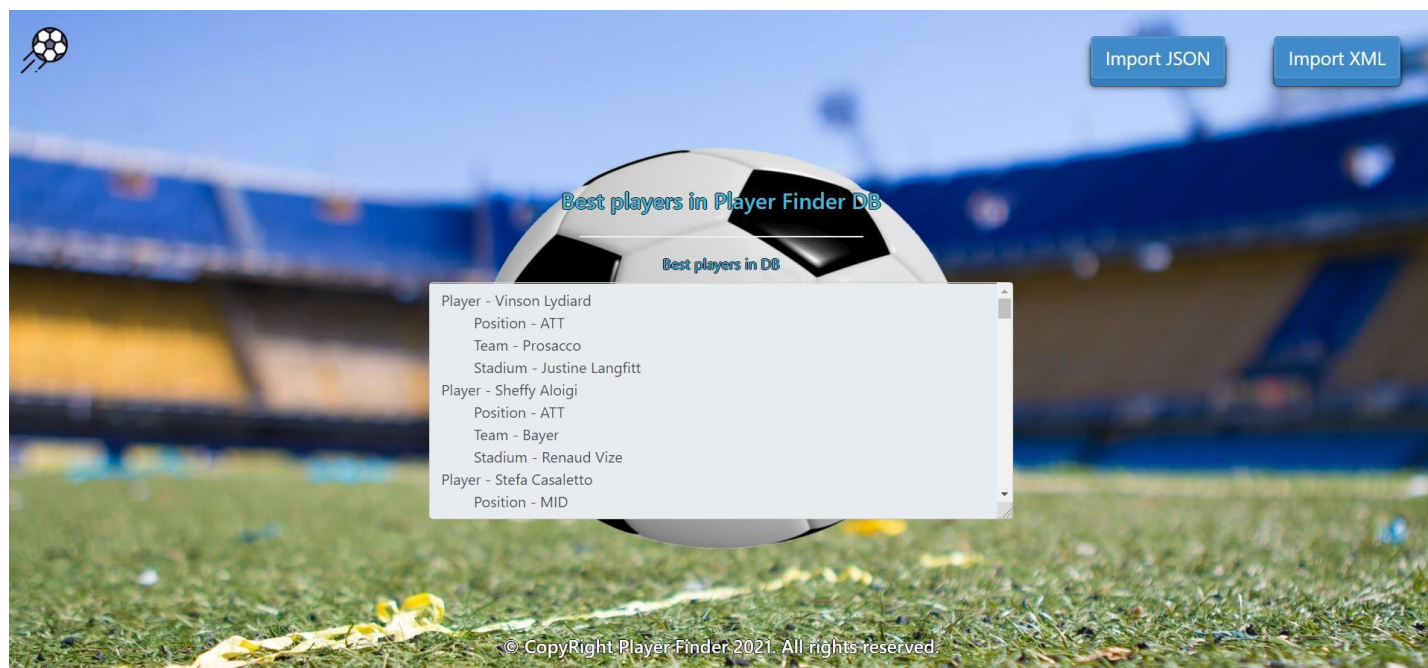 Import JSON
Import XML
Best players in Player Finder DB
Best players in DB
Player - Vinson Lydiard
Position - ATT
Team - Prosacco
Stadium - Justine Langfitt
Player - Sheffy Aloigi
Position - ATT
Team - Bayer
Stadium - Renaud Vize
Player - Stefa Casaletto
Position - MID
© CopyRight Player Finder 2021. All rights reserved.